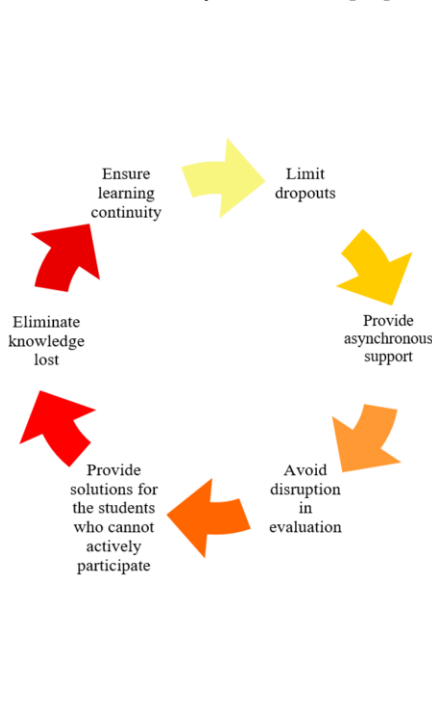 Ensure
learning
continuity
Limit
dropouts
Provide
asynchronous
support
Avoid
disruption
in
evaluation
Provide
solutions for
the students
who cannot
actively
participate
Eliminate
knowledge
lost